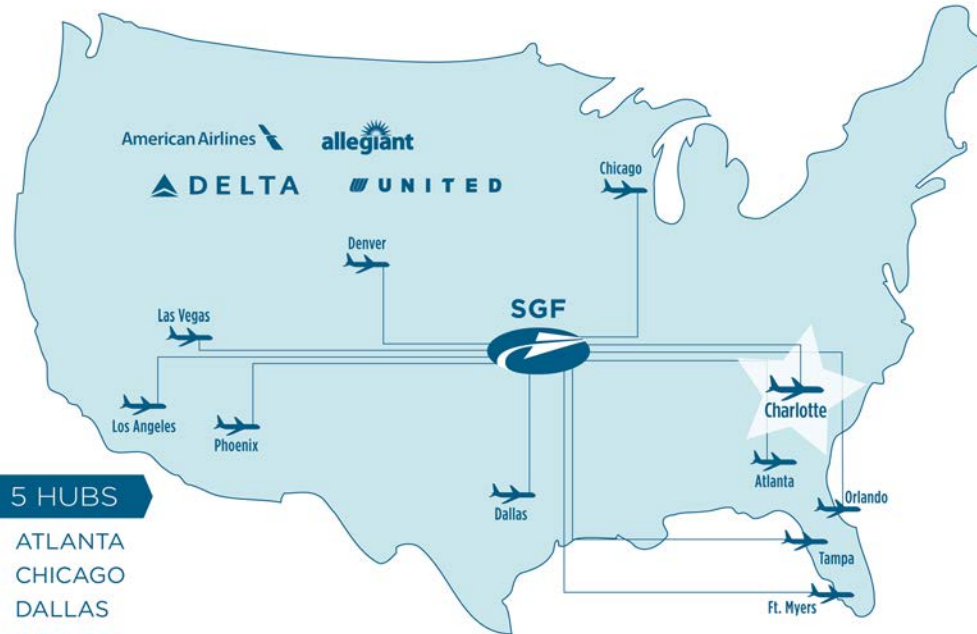 American Airlines
allegiant
DELTA
UNITED
Chicago
Denver
SGF
Las Vegas
Charlotte
Los Angeles
Phoenix
Atlanta
Dallas
Orlando
Tampa
Ft. Myers
5 HUBS
ATLANTA
CHICAGO
DALLAS